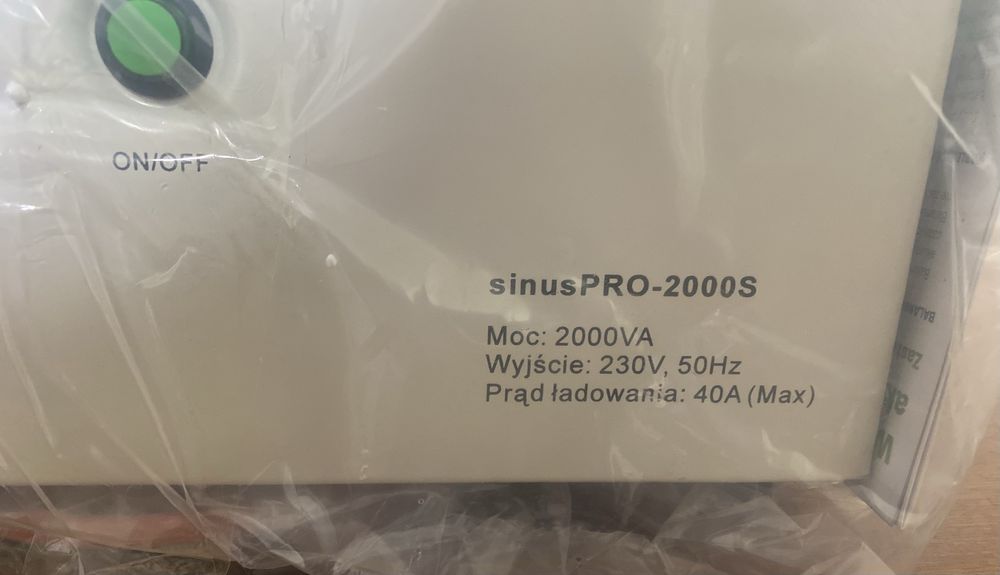 ON/OFF
sinusPRO-2000S
Moc: 2000VA
Wyjście: 230V, 50Hz
Prąd ładowania: 40A (Max)